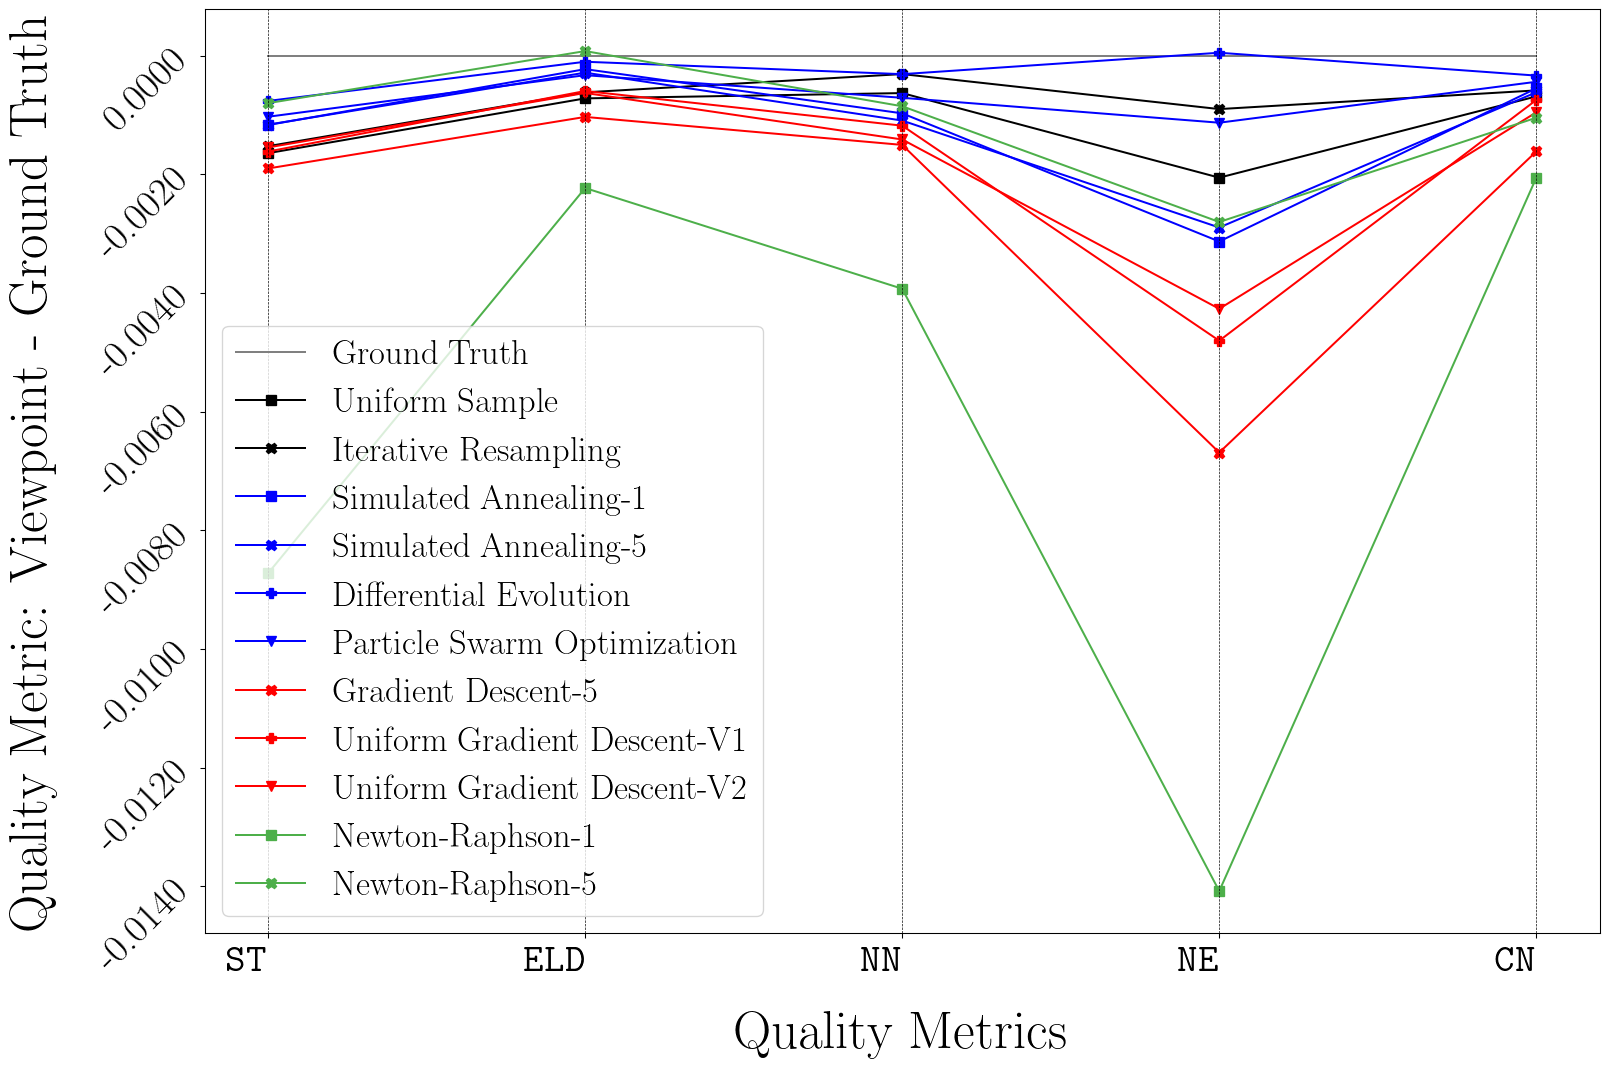 Quality Metric: Viewpoint - Ground Truth
0.0000
-0.0020
-0.0040
-0.0060
-0.0080
-0.0100
-0.0120
-0.0140
Ground Truth
Uniform Sample
Iterative Resampling
Simulated Annealing-1
Simulated Annealing-5
Differential Evolution
Particle Swarm Optimization
Gradient Descent-5
Uniform Gradient Descent-V1
Uniform Gradient Descent-V2
Newton-Raphson-1
Newton-Raphson-5
ST ELD NN NE CN
Quality Metrics